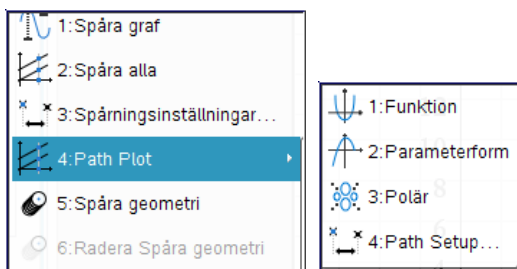 1:Spåra graf
2:Spåra alla
3:Spårningsinställningar...
4:Path Plot
5:Spåra geometri
6:Radera Spåra geometri
1:Funktion
2:Parameterform
3:Polär
4:Path Setup...